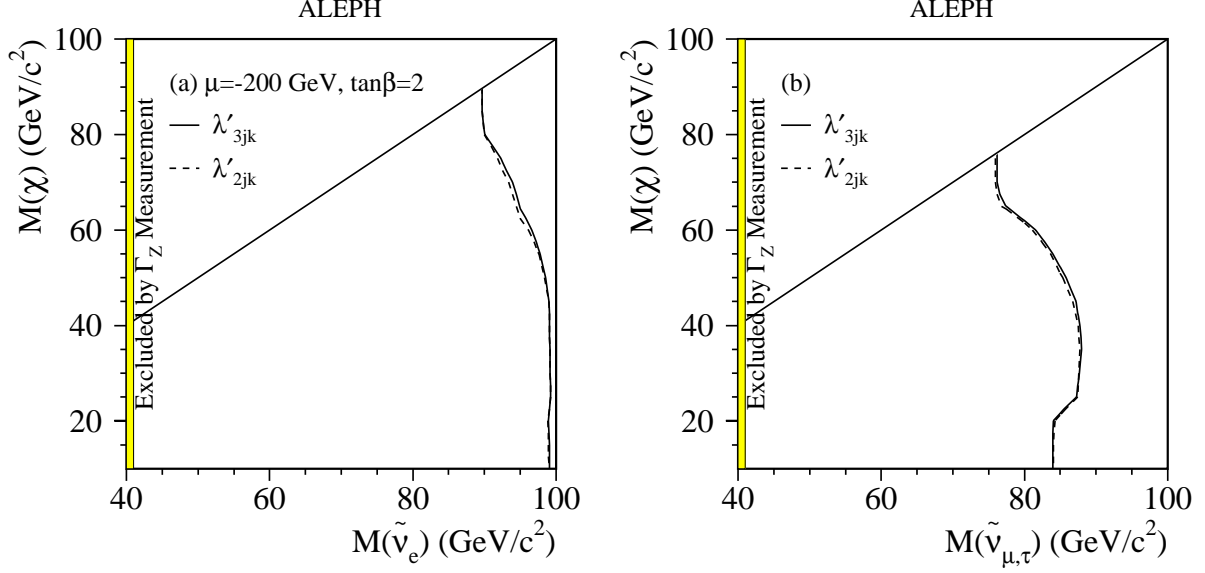 ALEPH
M(χ) (GeV/c²)
100
80
60
40
20
(a) μ=-200 GeV, tanβ=2
λ′3jk
λ′2jk
Excluded by ΓZ Measurement
40
60
80
100
M(ν̃e) (GeV/c²)
ALEPH
M(χ) (GeV/c²)
100
80
60
40
20
(b)
λ′3jk
λ′2jk
Excluded by ΓZ Measurement
40
60
80
100
M(ν̃μ,τ) (GeV/c²)